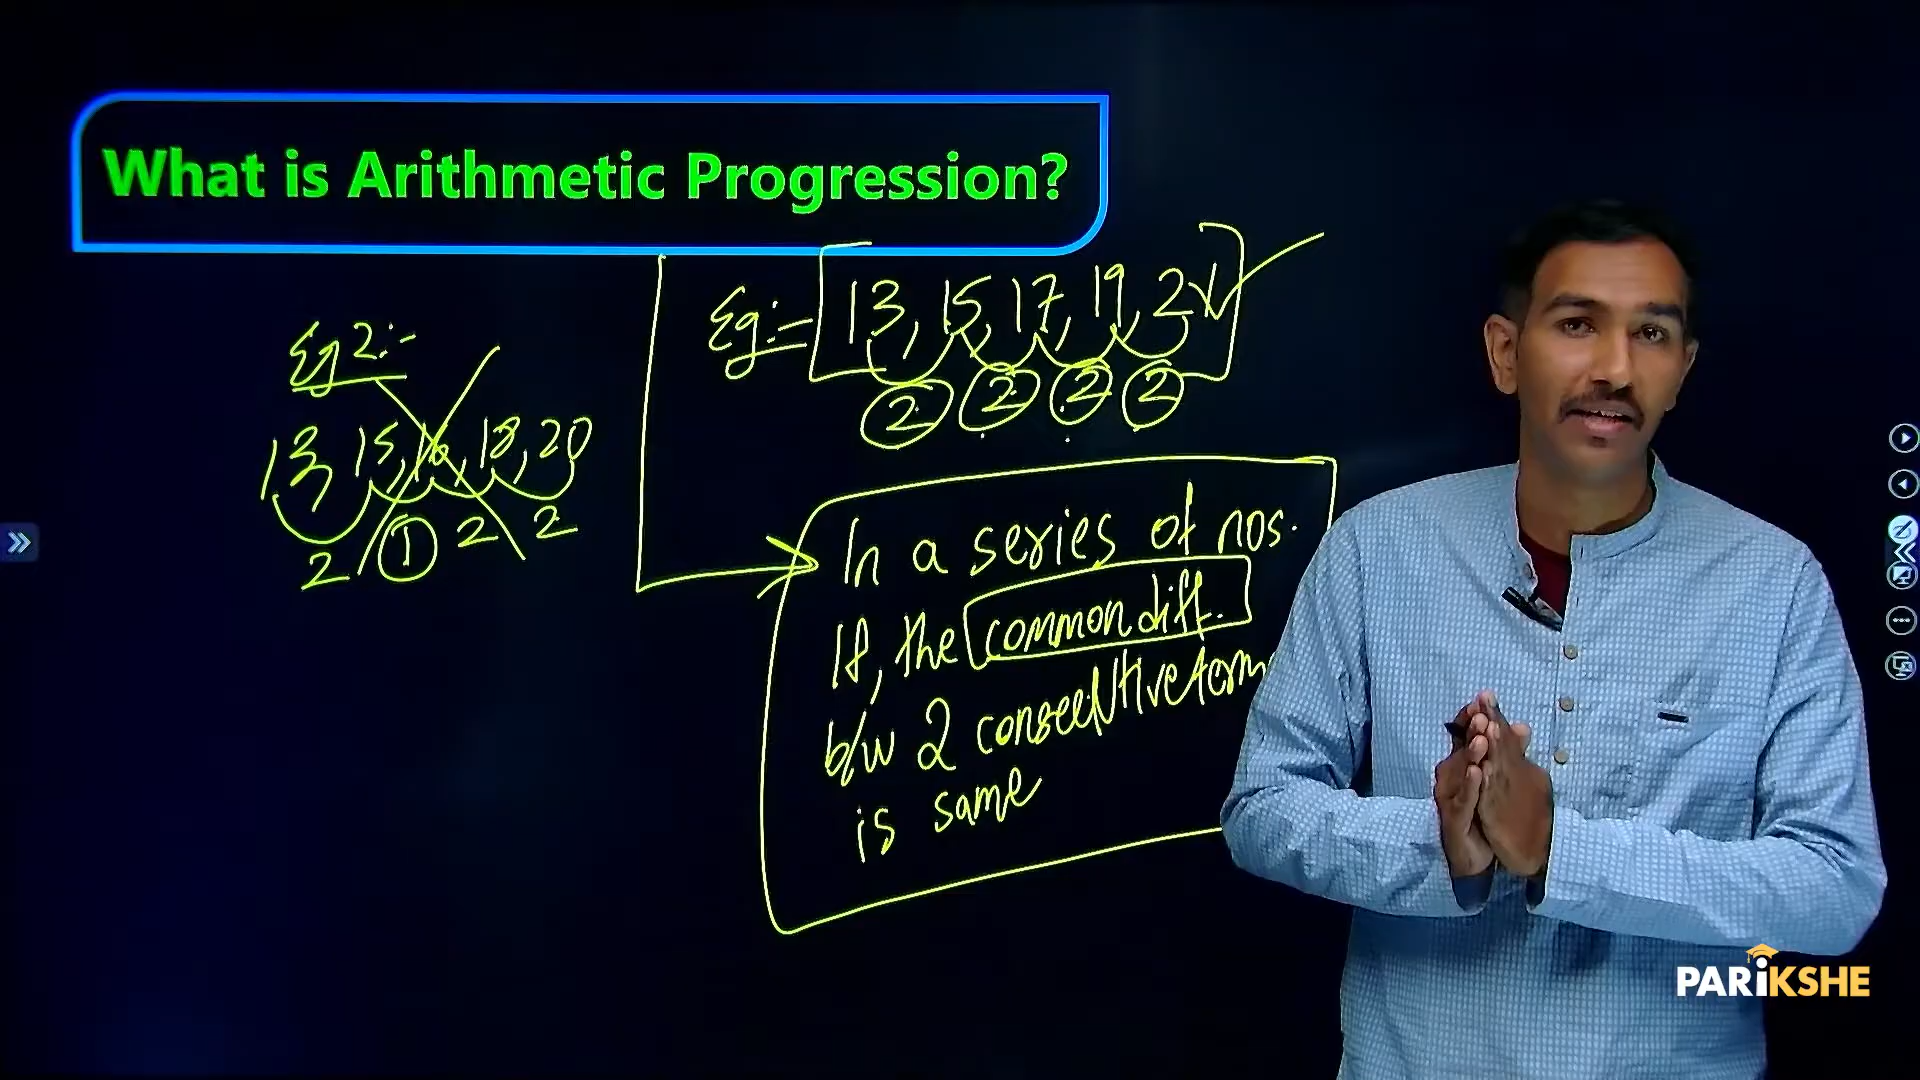 What is Arithmetic Progression?
Eg:- 13, 15, 17, 19, 21
2 2 2 2
Eg 2:-
13, 15, 16, 18, 20
2 1 2 2
In a series of nos.
If, the common diff.
b/w 2 consecutive term
is same
PARiKSHE